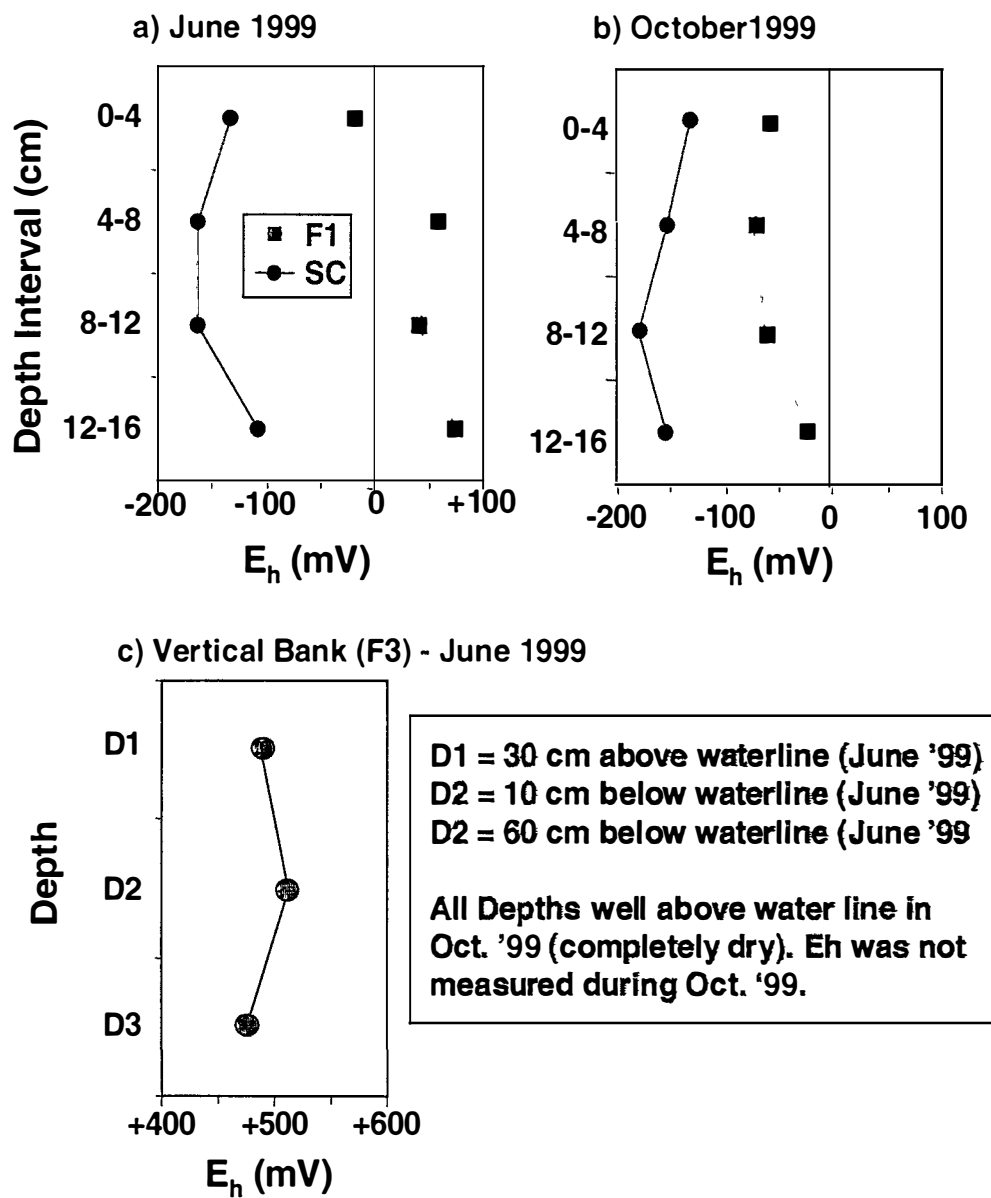 a) June 1999
Depth Interval (cm)
0-4
4-8
8-12
12-16
F1
SC
-200 -100 0 +100
E_h (mV)
b) October1999
0-4
4-8
8-12
12-16
-200 -100 0 100
E_h (mV)
c) Vertical Bank (F3) - June 1999
Depth
D1
D2
D3
+400 +500 +600
E_h (mV)
D1 = 30 cm above waterline (June '99)
D2 = 10 cm below waterline (June '99)
D2 = 60 cm below waterline (June '99
All Depths well above water line in
Oct. '99 (completely dry). Eh was not
measured during Oct. '99.